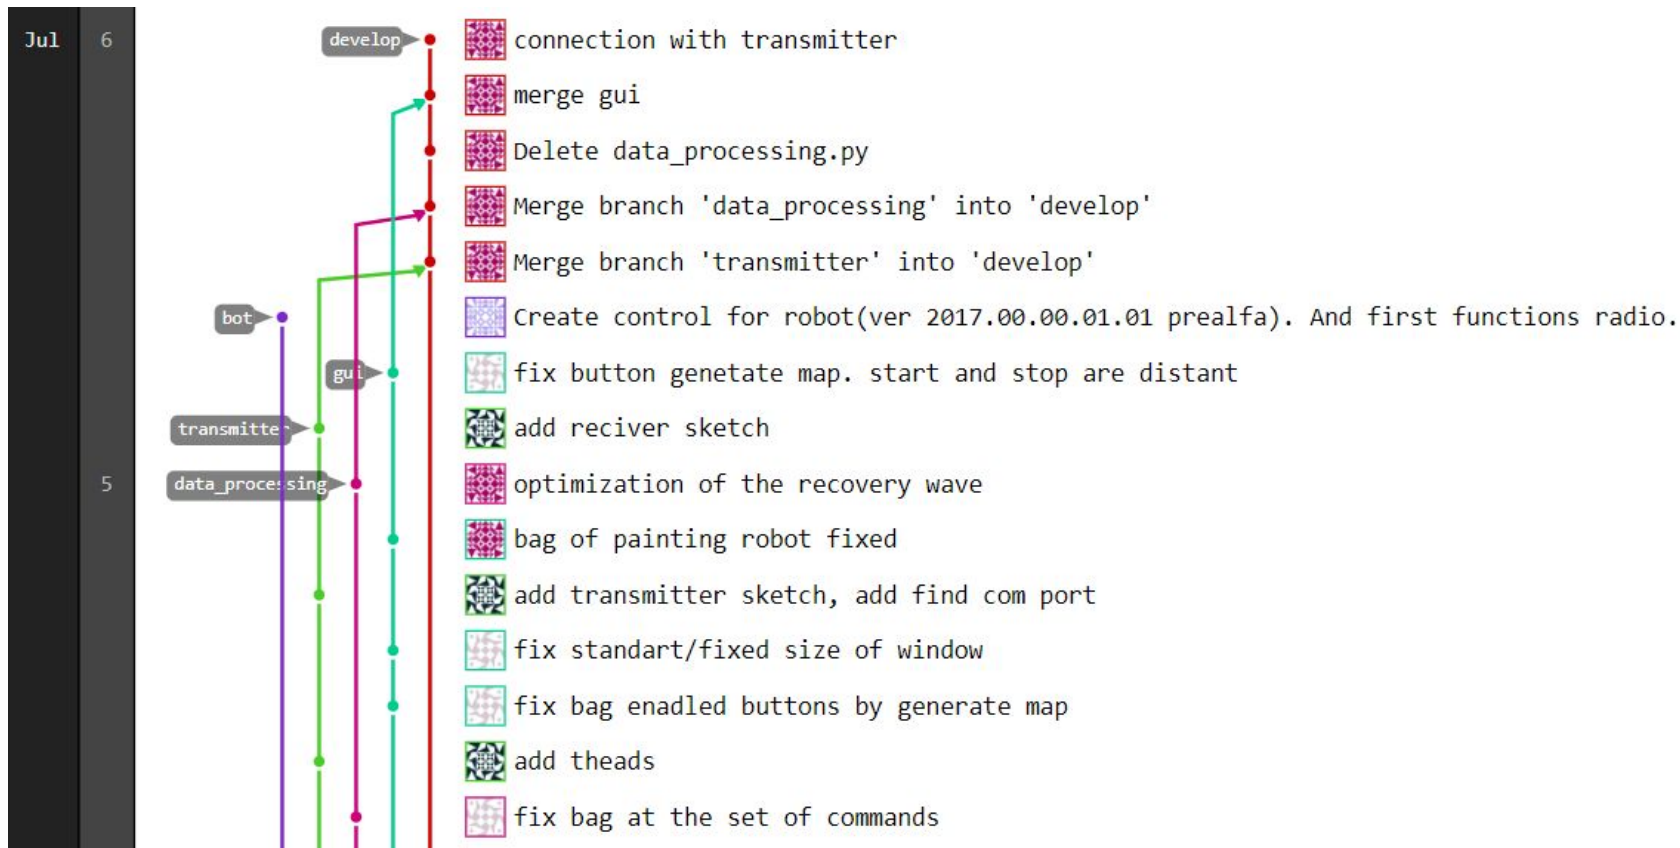 Jul 6 develop connection with transmitter
merge gui
Delete data_processing.py
Merge branch 'data_processing' into 'develop'
Merge branch 'transmitter' into 'develop'
bot Create control for robot(ver 2017.00.00.01.01 prealfa). And first functions radio.
gui fix button genetate map. start and stop are distant
transmitter add reciver sketch
5 data_processing optimization of the recovery wave
bag of painting robot fixed
add transmitter sketch, add find com port
fix standart/fixed size of window
fix bag enadled buttons by generate map
add theads
fix bag at the set of commands